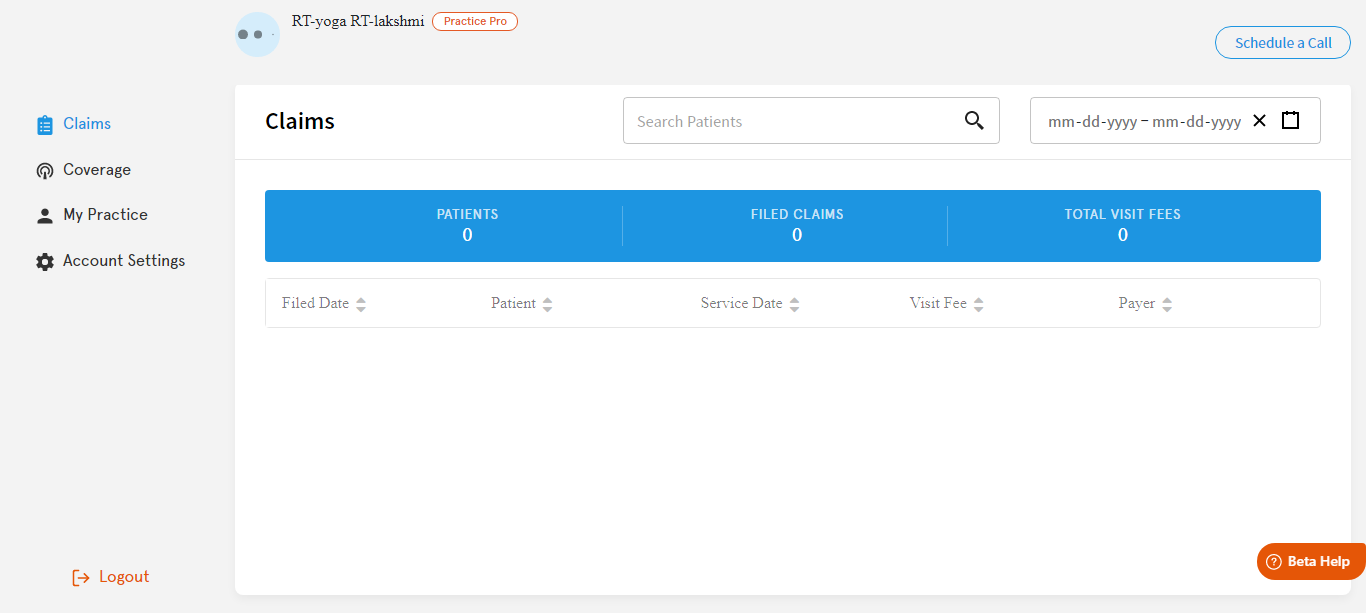 RT-yoga RT-lakshmi Practice Pro
Schedule a Call
Claims
Coverage
My Practice
Account Settings
Logout
Claims
Search Patients
mm-dd-yyyy – mm-dd-yyyy
PATIENTS
0
FILED CLAIMS
0
TOTAL VISIT FEES
0
Filed Date Patient Service Date Visit Fee Payer
Beta Help